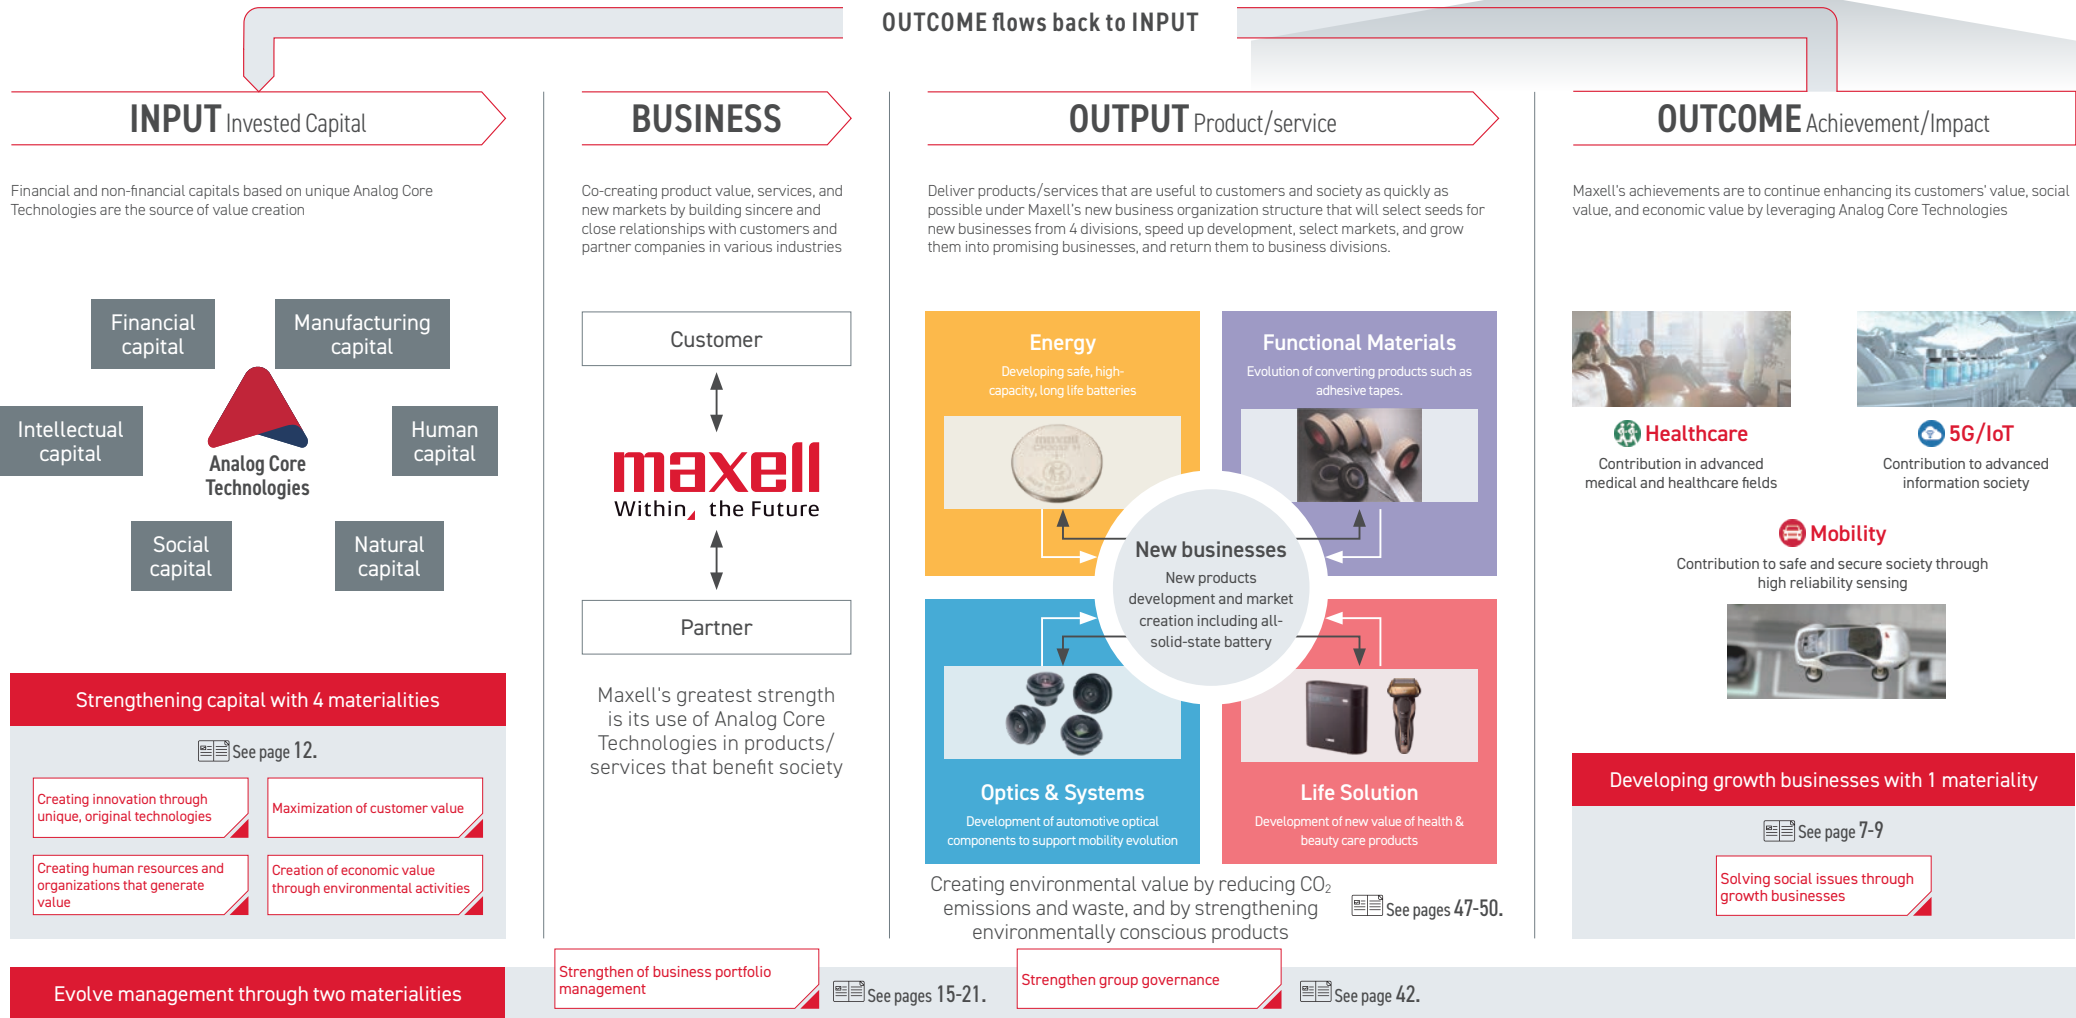 OUTCOME flows back to INPUT
INPUT Invested Capital
Financial and non-financial capitals based on unique Analog Core
Technologies are the source of value creation
Financial
capital
Manufacturing
capital
Intellectual
capital
Human
capital
Analog Core
Technologies
Social
capital
Natural
capital
Strengthening capital with 4 materialities
See page 12.
Creating innovation through
unique, original technologies
Maximization of customer value
Creating human resources and
organizations that generate
value
Creation of economic value
through environmental activities
BUSINESS
Co-creating product value, services, and
new markets by building sincere and
close relationships with customers and
partner companies in various industries
Customer
maxell
Within, the Future
Partner
Maxell's greatest strength
is its use of Analog Core
Technologies in products/
services that benefit society
OUTPUT Product/service
Deliver products/services that are useful to customers and society as quickly as
possible under Maxell's new business organization structure that will select seeds for
new businesses from 4 divisions, speed up development, select markets, and grow
them into promising businesses, and return them to business divisions.
Energy
Developing safe, high-
capacity, long life batteries
maxell
Functional Materials
Evolution of converting products such as
adhesive tapes.
New businesses
New products
development and market
creation including all-
solid-state battery
Optics & Systems
Development of automotive optical
components to support mobility evolution
Life Solution
Development of new value of health &
beauty care products
Creating environmental value by reducing CO₂
emissions and waste, and by strengthening
environmentally conscious products
See pages 47-50.
OUTCOME Achievement/Impact
Maxell's achievements are to continue enhancing its customers' value, social
value, and economic value by leveraging Analog Core Technologies
Healthcare
Contribution in advanced
medical and healthcare fields
5G/IoT
Contribution to advanced
information society
Mobility
Contribution to safe and secure society through
high reliability sensing
Developing growth businesses with 1 materiality
See page 7-9
Solving social issues through
growth businesses
Evolve management through two materialities
Strengthen of business portfolio
management
See pages 15-21.
Strengthen group governance
See page 42.